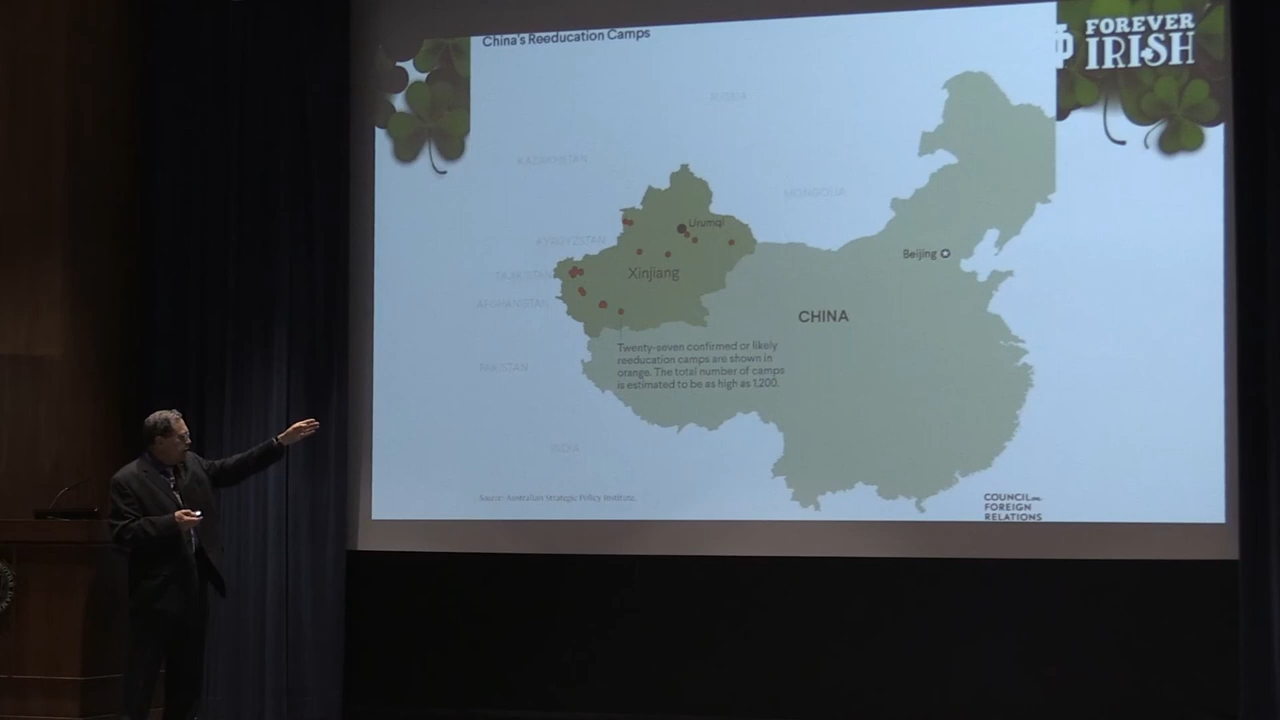 China's Reeducation Camps
FOREVER
IRISH
RUSSIA
KAZAKHSTAN
MONGOLIA
Urumqi
KYRGYZSTAN
Beijing
TAJIKISTAN
Xinjiang
AFGHANISTAN
CHINA
Twenty-seven confirmed or likely
reeducation camps are shown in
orange. The total number of camps
is estimated to be as high as 1,200.
PAKISTAN
INDIA
Source: Australian Strategic Policy Institute.
COUNCIL on
FOREIGN
RELATIONS